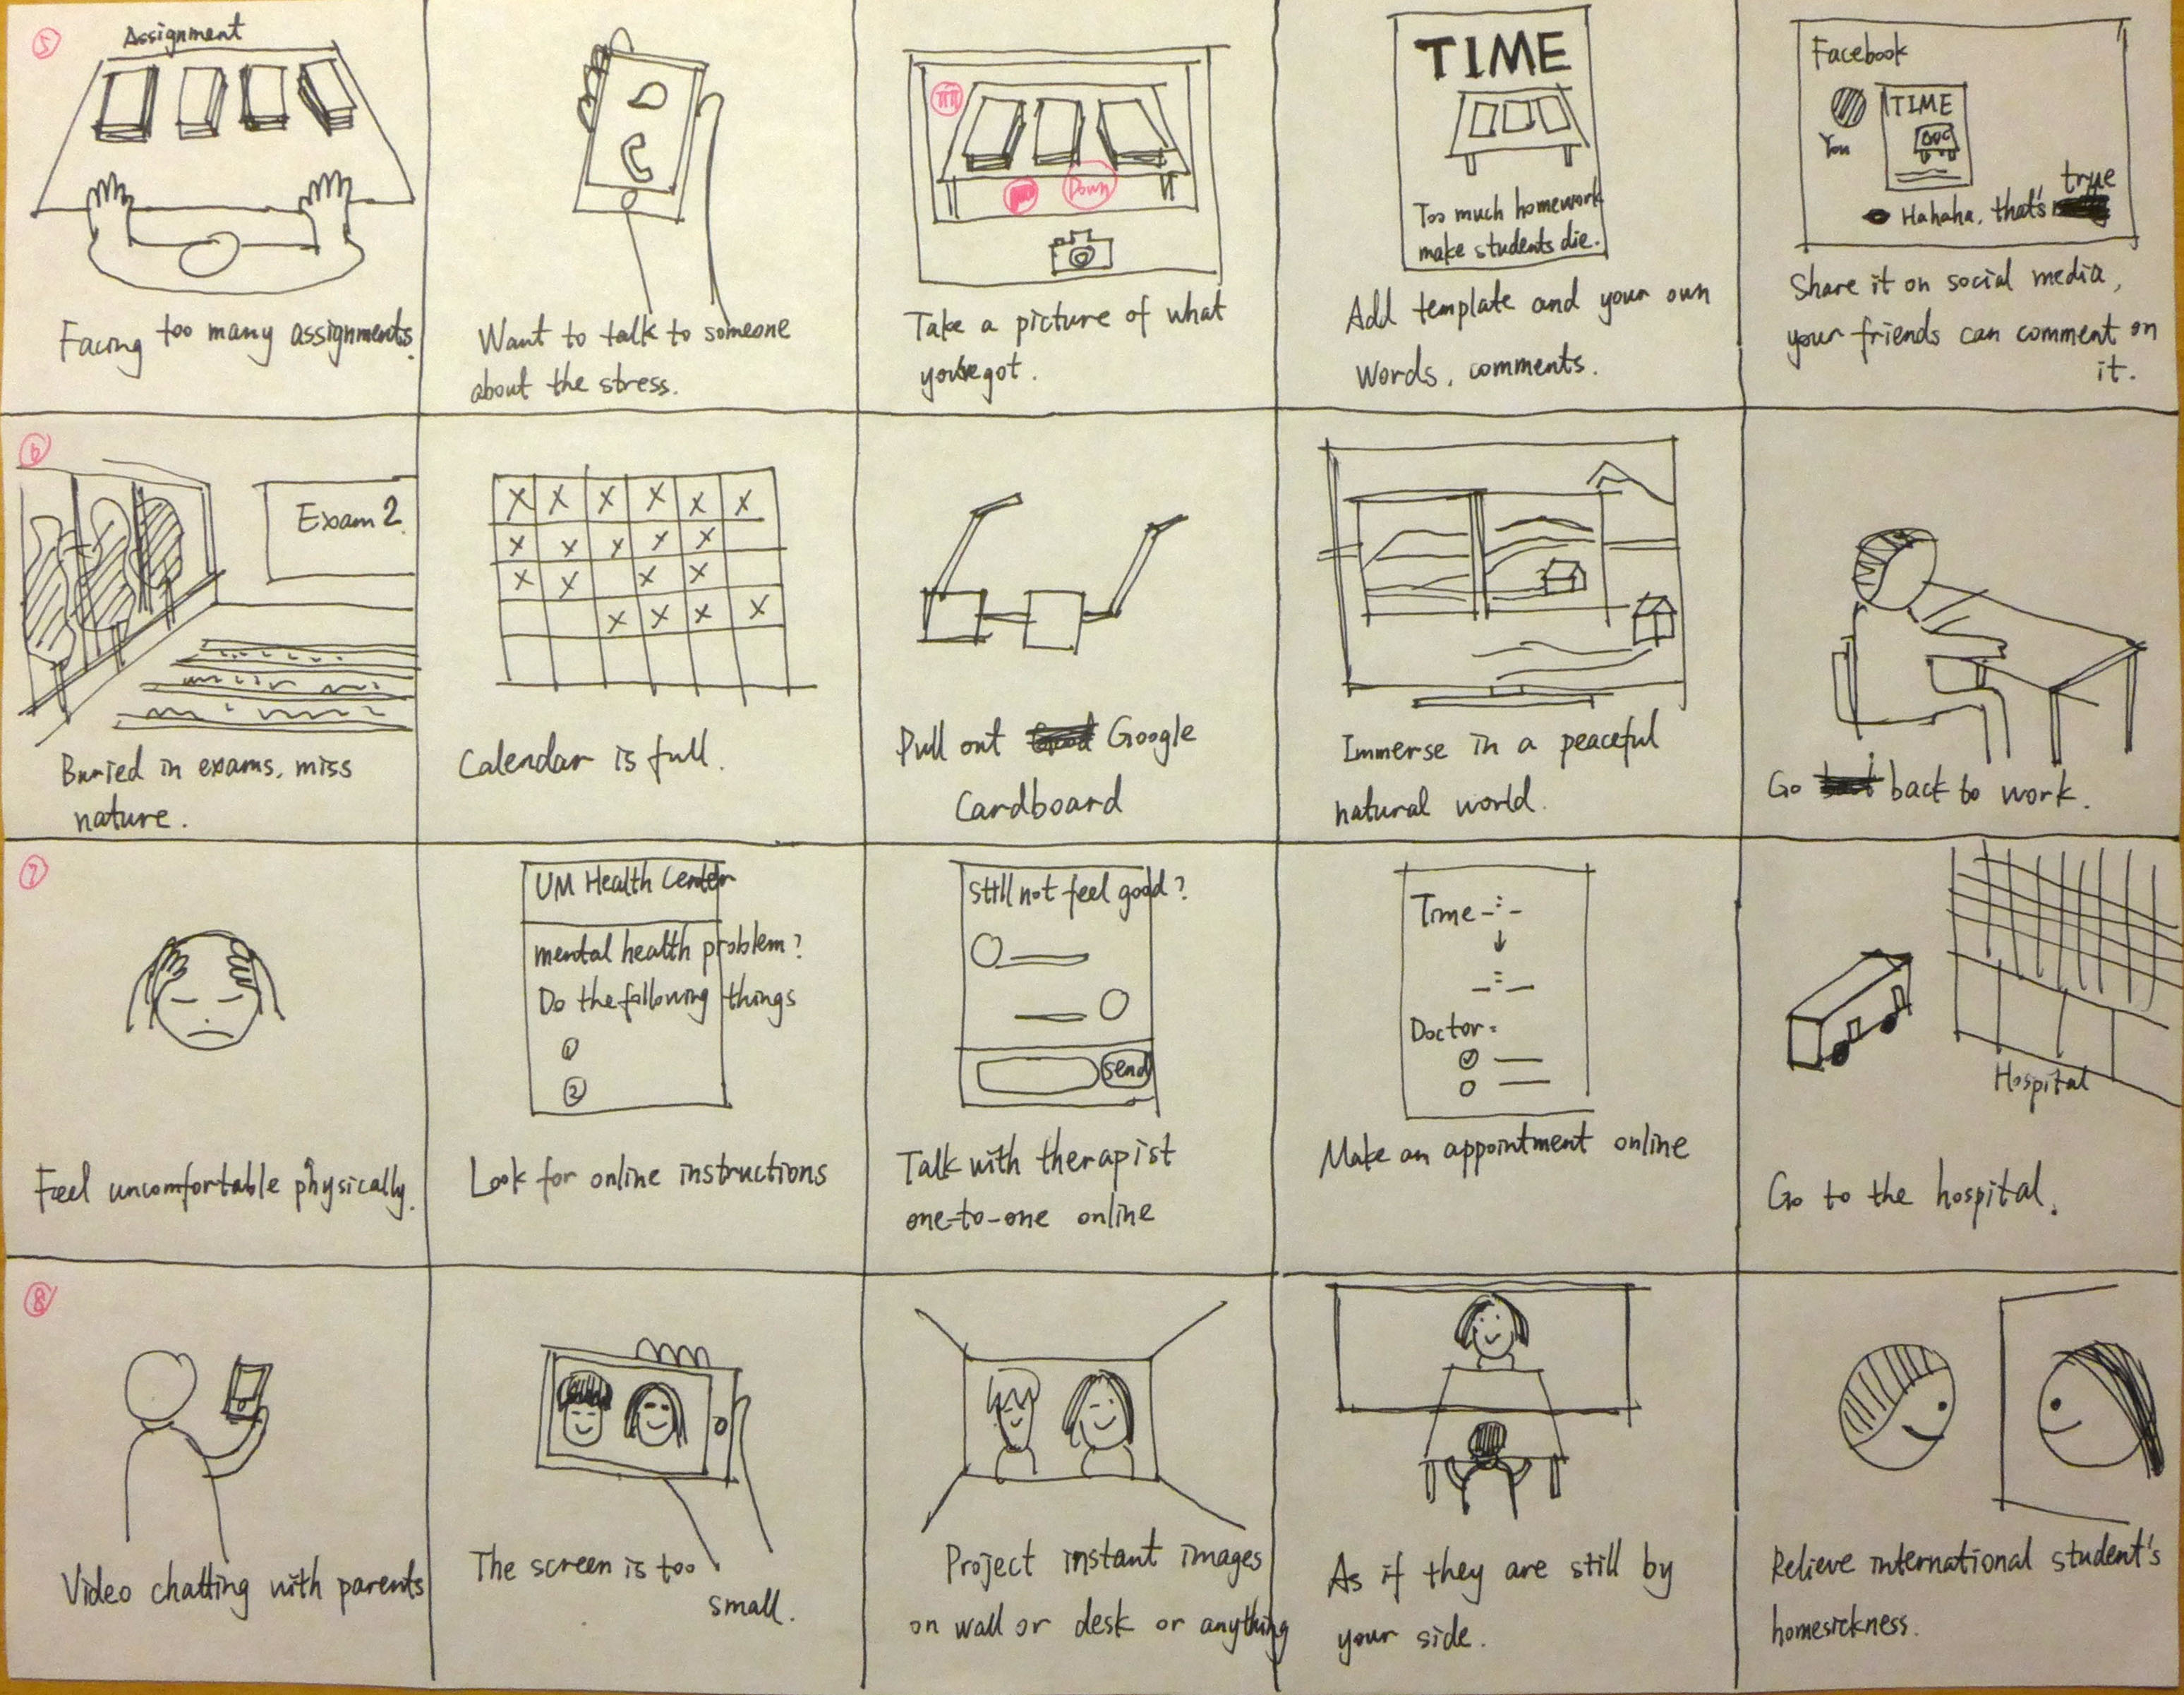 5
Assignment
Facing too many assignments.
Want to talk to someone
about the stress.
Down
Take a picture of what
you've got.
TIME
Too much homework
make students die.
Add template and your own
words, comments.
Facebook
TIME
You
true
Hahaha, that's
Share it on social media,
your friends can comment on
it.
6
Exam 2
Buried in exams, miss
nature.
X X X X X X
X X X X X
X X X X
X X X X
Calendar is full.
Pull out Google
Cardboard
Immerse in a peaceful
natural world.
Go back to work.
7
Feel uncomfortable physically.
UM Health Center
mental health problem?
Do the following things
1
2
Look for online instructions
Still not feel good?
send
Talk with therapist
one-to-one online
Time -:-
-:-
Doctor:
Make an appointment online
Hospital
Go to the hospital.
8
Video chatting with parents
The screen is too
small.
Project instant images
on wall or desk or anything
As if they are still by
your side.
Relieve international student's
homesickness.